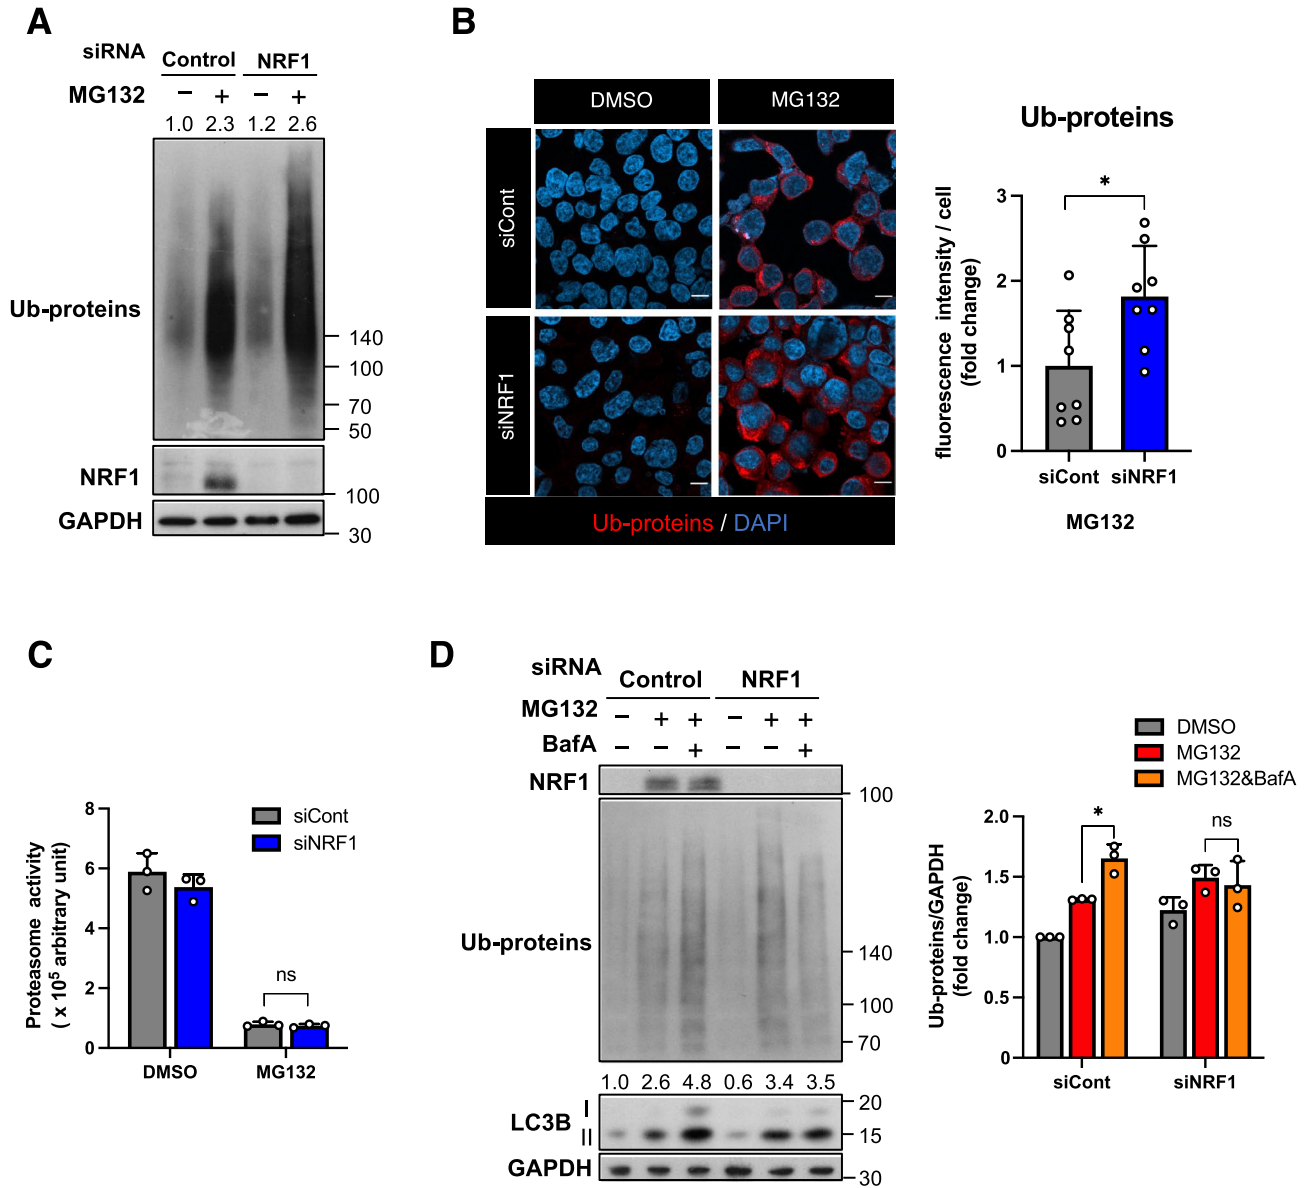 A
siRNA
Control NRF1
MG132 − + − +
1.0 2.3 1.2 2.6
Ub-proteins
140
100
70
50
NRF1
100
GAPDH
30
B
DMSO MG132
siCont
siNRF1
Ub-proteins / DAPI
Ub-proteins
fluorescence intensity / cell
(fold change)
3
2
1
0
*
siCont siNRF1
MG132
C
Proteasome activity
( x 10⁵ arbitrary unit)
8
6
4
2
0
siCont
siNRF1
ns
DMSO MG132
D
siRNA
Control NRF1
MG132 − + + − + +
BafA − − + − − +
NRF1
100
Ub-proteins
140
100
70
1.0 2.6 4.8 0.6 3.4 3.5
LC3B
I
II
20
15
GAPDH
30
DMSO
MG132
MG132&BafA
Ub-proteins/GAPDH
(fold change)
2.0
1.5
1.0
0.5
0
*
ns
siCont siNRF1